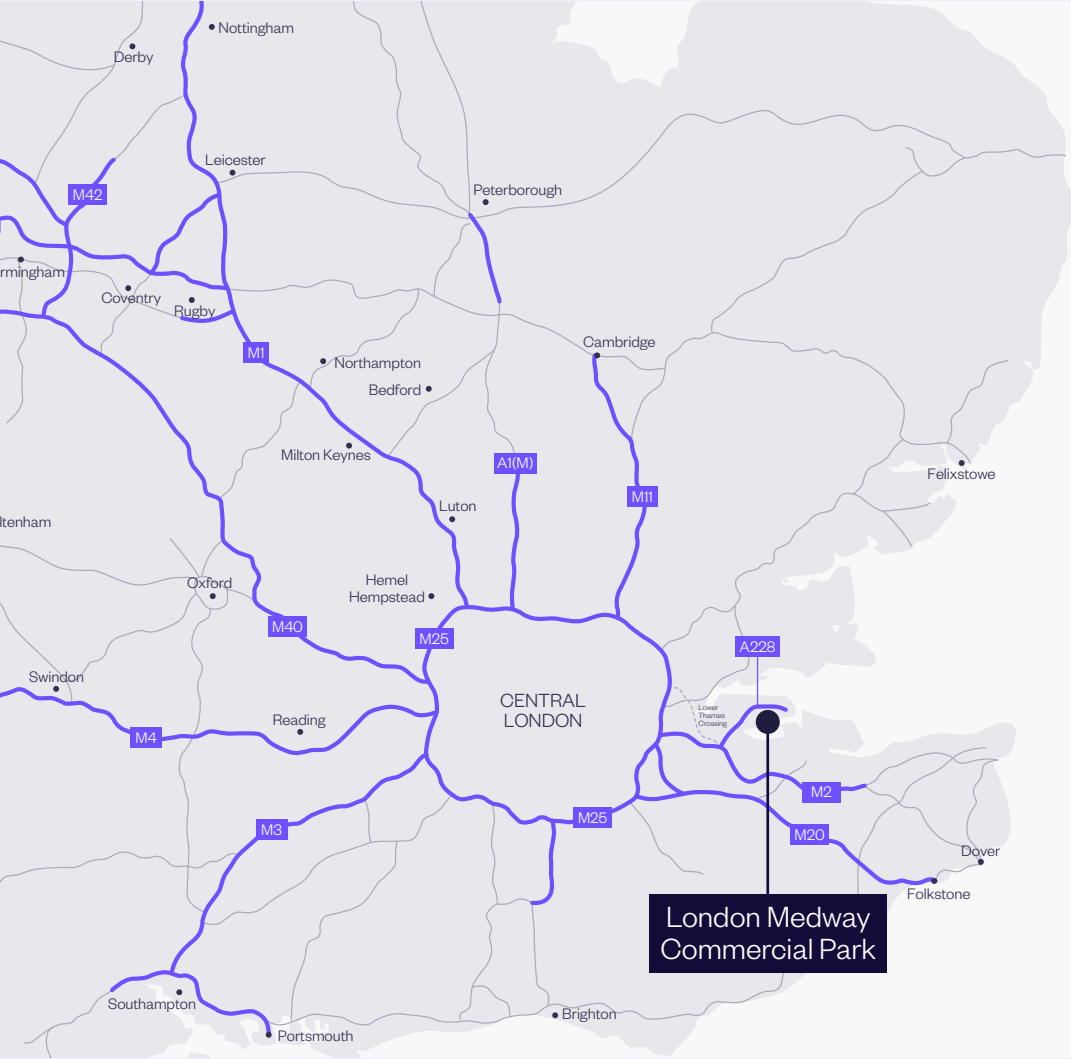 Nottingham
Derby
Leicester
M42
Peterborough
rmingham
Coventry
Rugby
M1
Cambridge
Northampton
Bedford
Milton Keynes
A1(M)
Felixstowe
M11
Luton
ltenham
Hemel
Hempstead
Oxford
M40
M25
A228
Swindon
CENTRAL
LONDON
Lower
Thames
Crossing
Reading
M4
M2
M25
M3
M20
Dover
Folkstone
London Medway
Commercial Park
Southampton
Brighton
Portsmouth